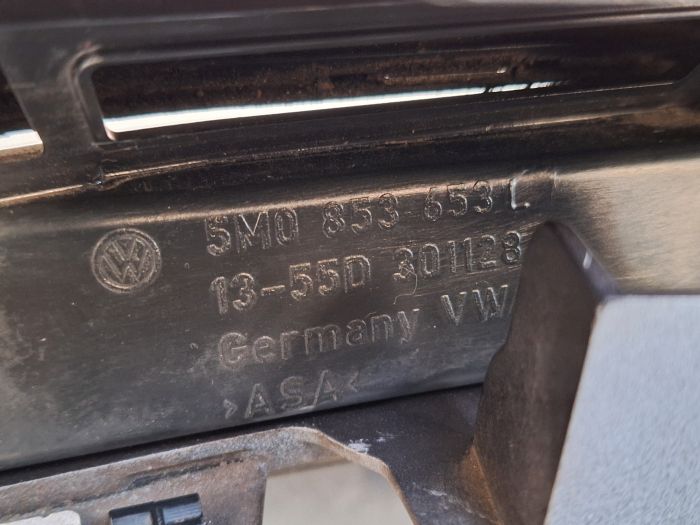 5M0 853 653 L
13-55D 301128
Germany VW
>ASA<